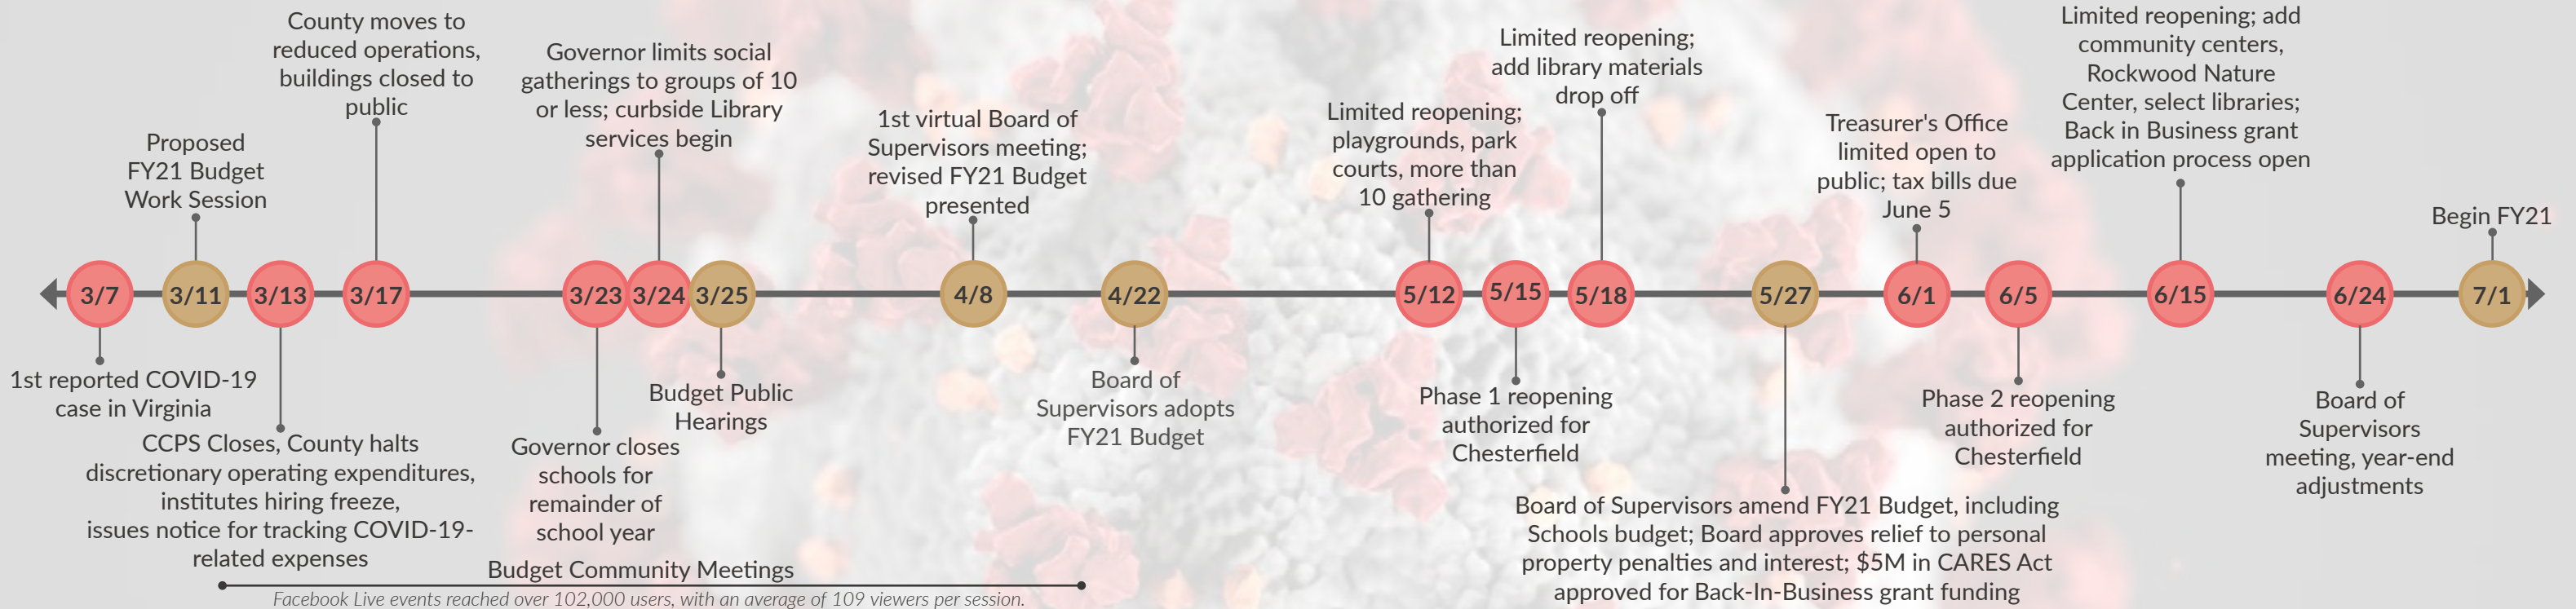 County moves to
reduced operations,
buildings closed to
public
Governor limits social
gatherings to groups of 10
or less; curbside Library
services begin
Limited reopening;
add library materials
drop off
Limited reopening; add
community centers,
Rockwood Nature
Center, select libraries;
Back in Business grant
application process open
Proposed
FY21 Budget
Work Session
1st virtual Board of
Supervisors meeting;
revised FY21 Budget
presented
Limited reopening;
playgrounds, park
courts, more than
10 gathering
Treasurer's Office
limited open to
public; tax bills due
June 5
Begin FY21
3/7 3/11 3/13 3/17 3/23 3/24 3/25 4/8 4/22 5/12 5/15 5/18 5/27 6/1 6/5 6/15 6/24 7/1
1st reported COVID-19
case in Virginia
CCPS Closes, County halts
discretionary operating expenditures,
institutes hiring freeze,
issues notice for tracking COVID-19-
related expenses
Governor closes
schools for
remainder of
school year
Budget Public
Hearings
Board of
Supervisors adopts
FY21 Budget
Phase 1 reopening
authorized for
Chesterfield
Board of Supervisors amend FY21 Budget, including
Schools budget; Board approves relief to personal
property penalties and interest; $5M in CARES Act
approved for Back-In-Business grant funding
Phase 2 reopening
authorized for
Chesterfield
Board of
Supervisors
meeting, year-end
adjustments
Budget Community Meetings
Facebook Live events reached over 102,000 users, with an average of 109 viewers per session.